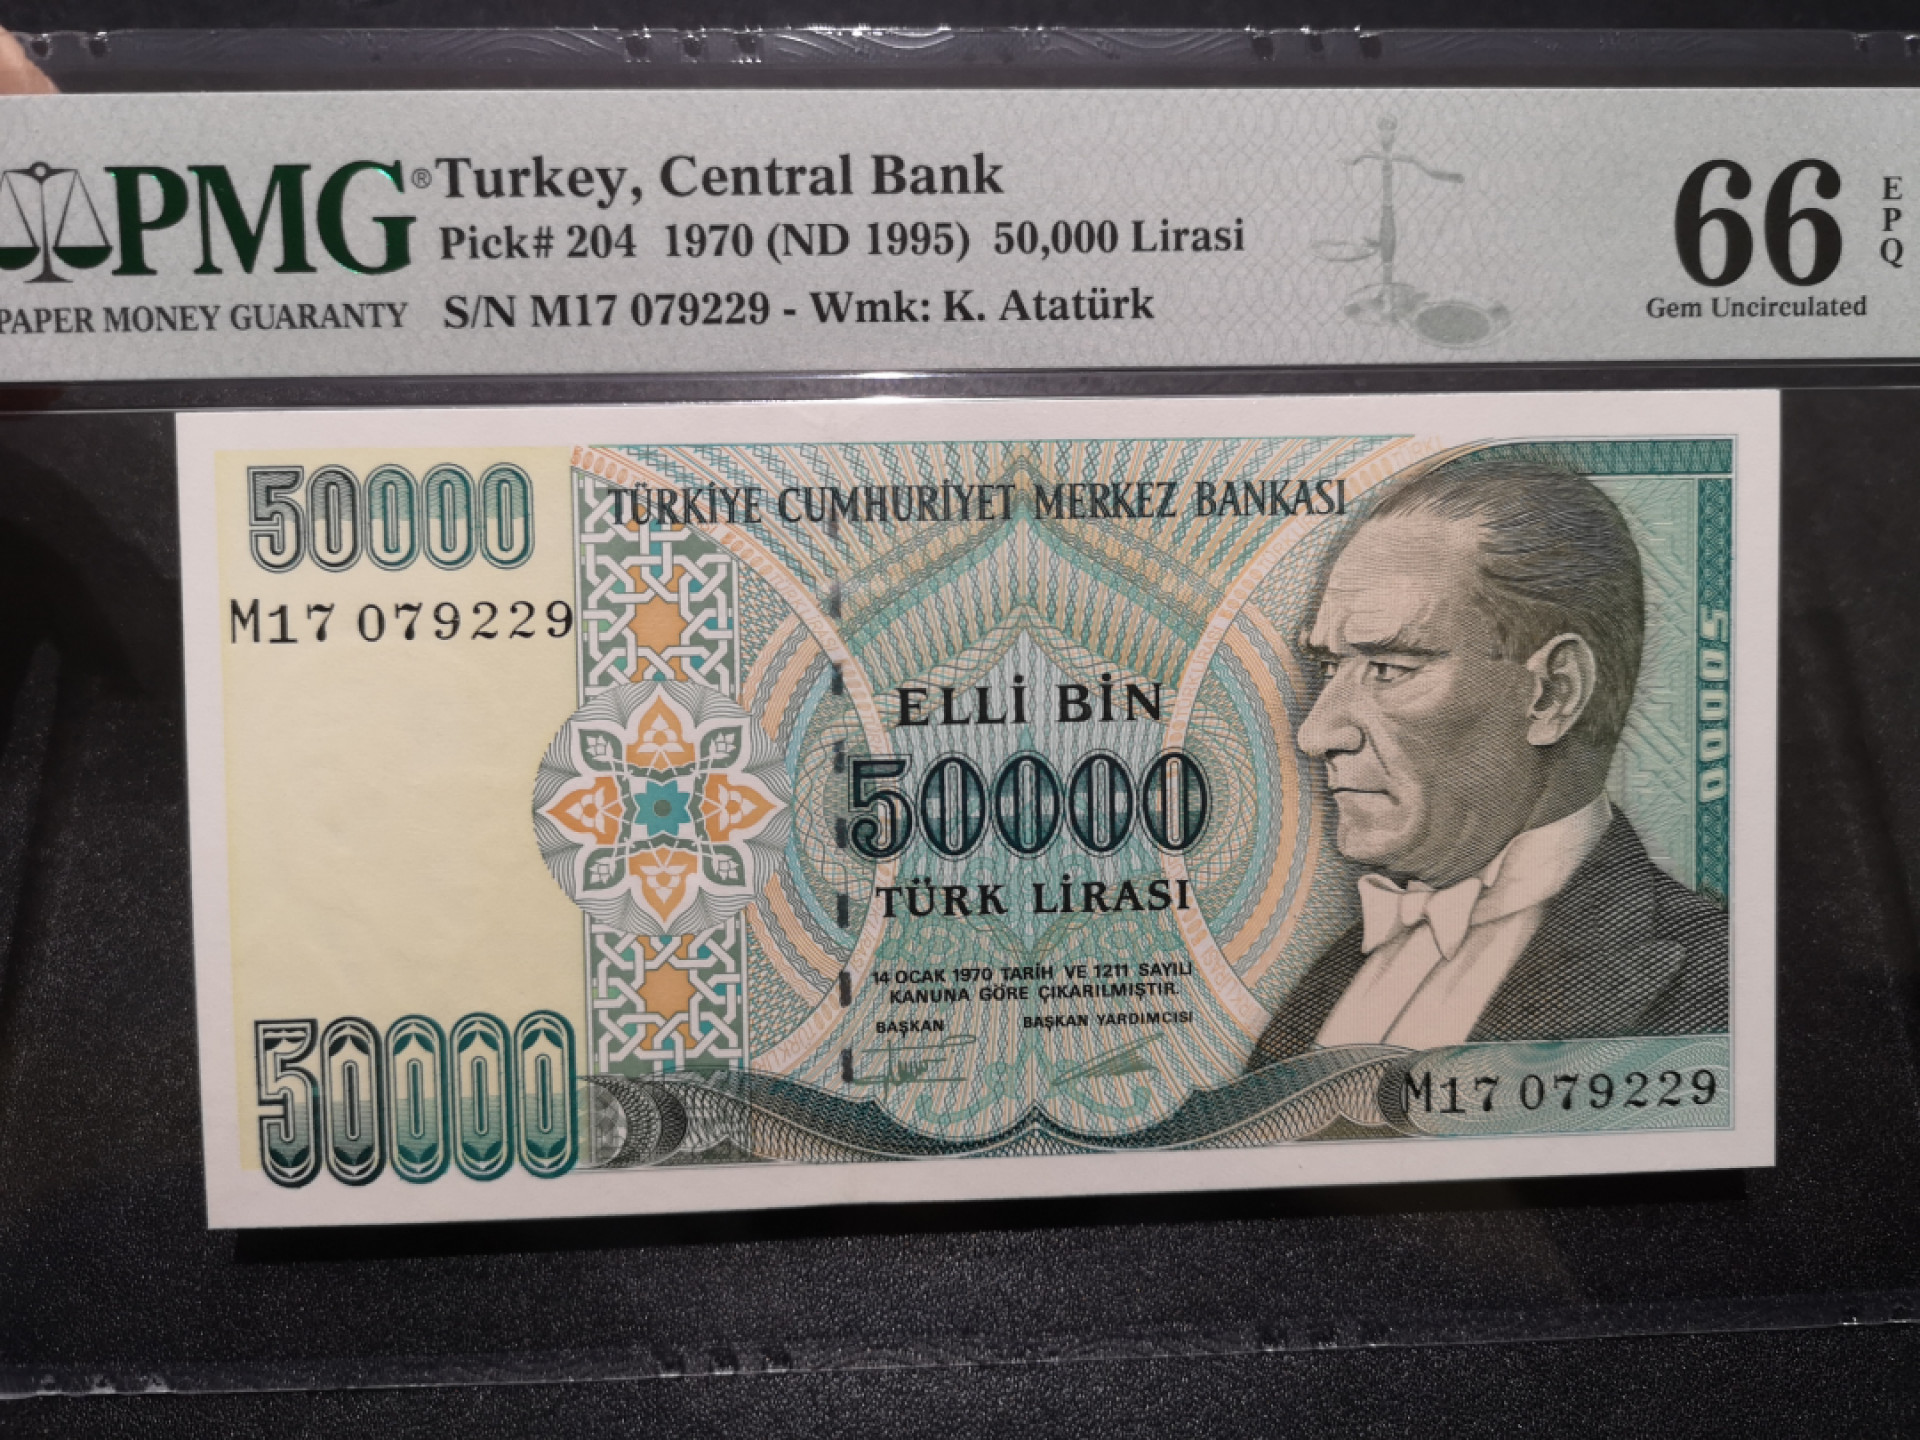 PMG® Turkey, Central Bank
Pick# 204 1970 (ND 1995) 50,000 Lirasi
S/N M17 079229 - Wmk: K. Atatürk
PAPER MONEY GUARANTY
66 EPQ
Gem Uncirculated
50000
TÜRKİYE CUMHURİYET MERKEZ BANKASI
M17 079229
ELLİ BİN
50000
TÜRK LİRASI
50000
14 OCAK 1970 TARİH VE 1211 SAYILI
KANUNA GÖRE ÇIKARILMIŞTIR.
BAŞKAN BAŞKAN YARDIMCISI
50000
M17 079229